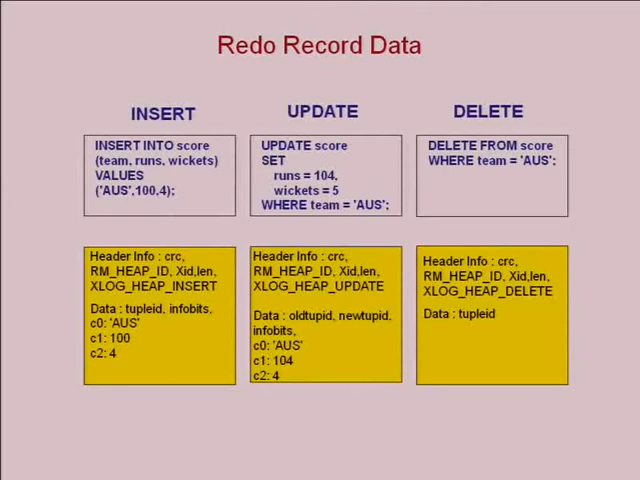 Redo Record Data
INSERT
UPDATE
DELETE
INSERT INTO score
(team, runs, wickets)
VALUES
('AUS',100,4);
UPDATE score
SET
runs = 104,
wickets = 5
WHERE team = 'AUS';
DELETE FROM score
WHERE team = 'AUS';
Header Info : crc,
RM_HEAP_ID, Xid,len,
XLOG_HEAP_INSERT
Data : tupleid, infobits,
c0: 'AUS'
c1: 100
c2: 4
Header Info : crc,
RM_HEAP_ID, Xid,len,
XLOG_HEAP_UPDATE
Data : oldtupid, newtupid,
infobits,
c0: 'AUS'
c1: 104
c2: 4
Header Info : crc,
RM_HEAP_ID, Xid,len,
XLOG_HEAP_DELETE
Data : tupleid